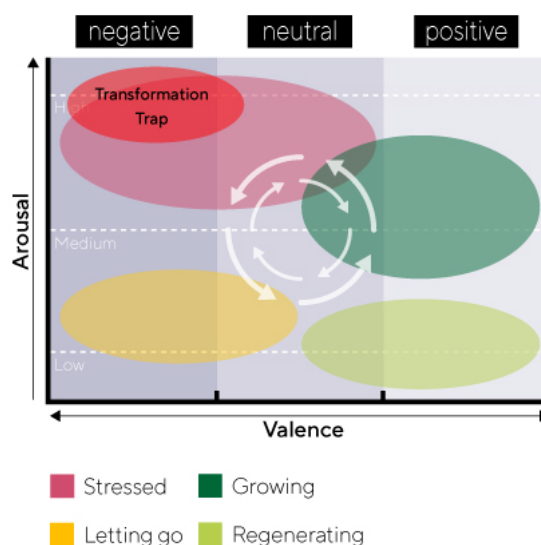 negative neutral positive
High
Transformation
Trap
Medium
Low
Arousal
Valence
Stressed Growing
Letting go Regenerating